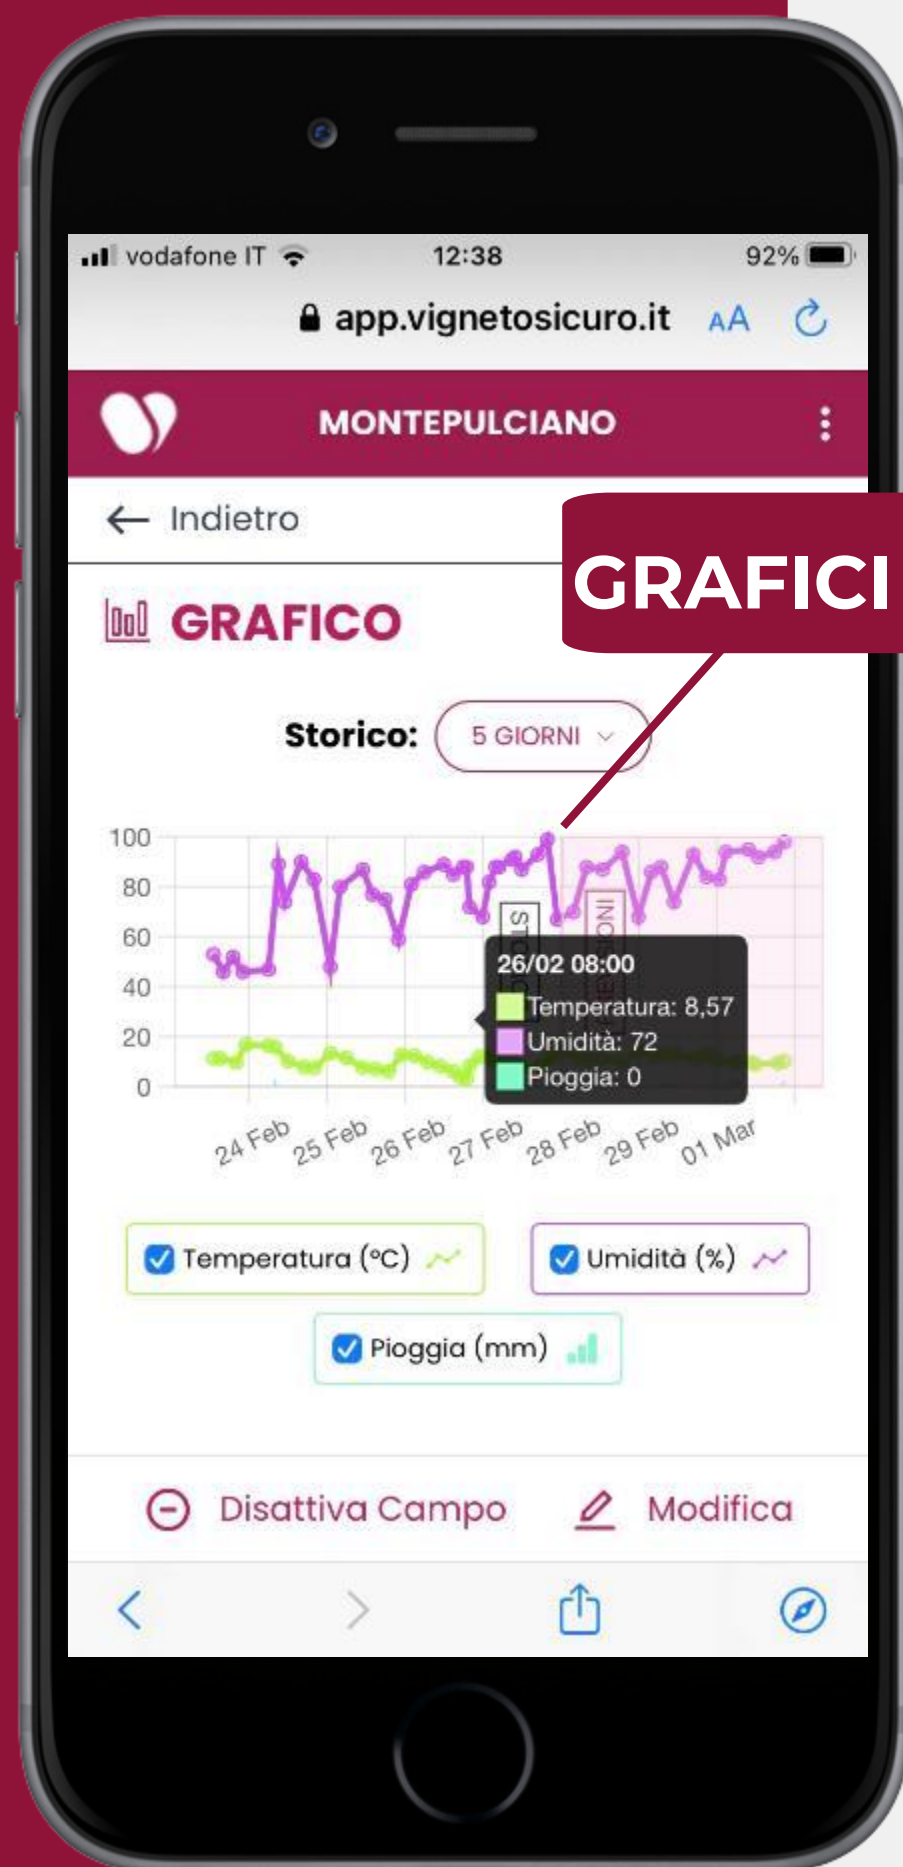 vodafone IT 12:38 92%
app.vignetosicuro.it AA
MONTEPULCIANO
← Indietro
GRAFICI
GRAFICO
Storico: 5 GIORNI
100
80
60
40
20
0
26/02 08:00
Temperatura: 8,57
Umidità: 72
Pioggia: 0
24 Feb 25 Feb 26 Feb 27 Feb 28 Feb 29 Feb 01 Mar
Temperatura (°C) Umidità (%)
Pioggia (mm)
Disattiva Campo Modifica